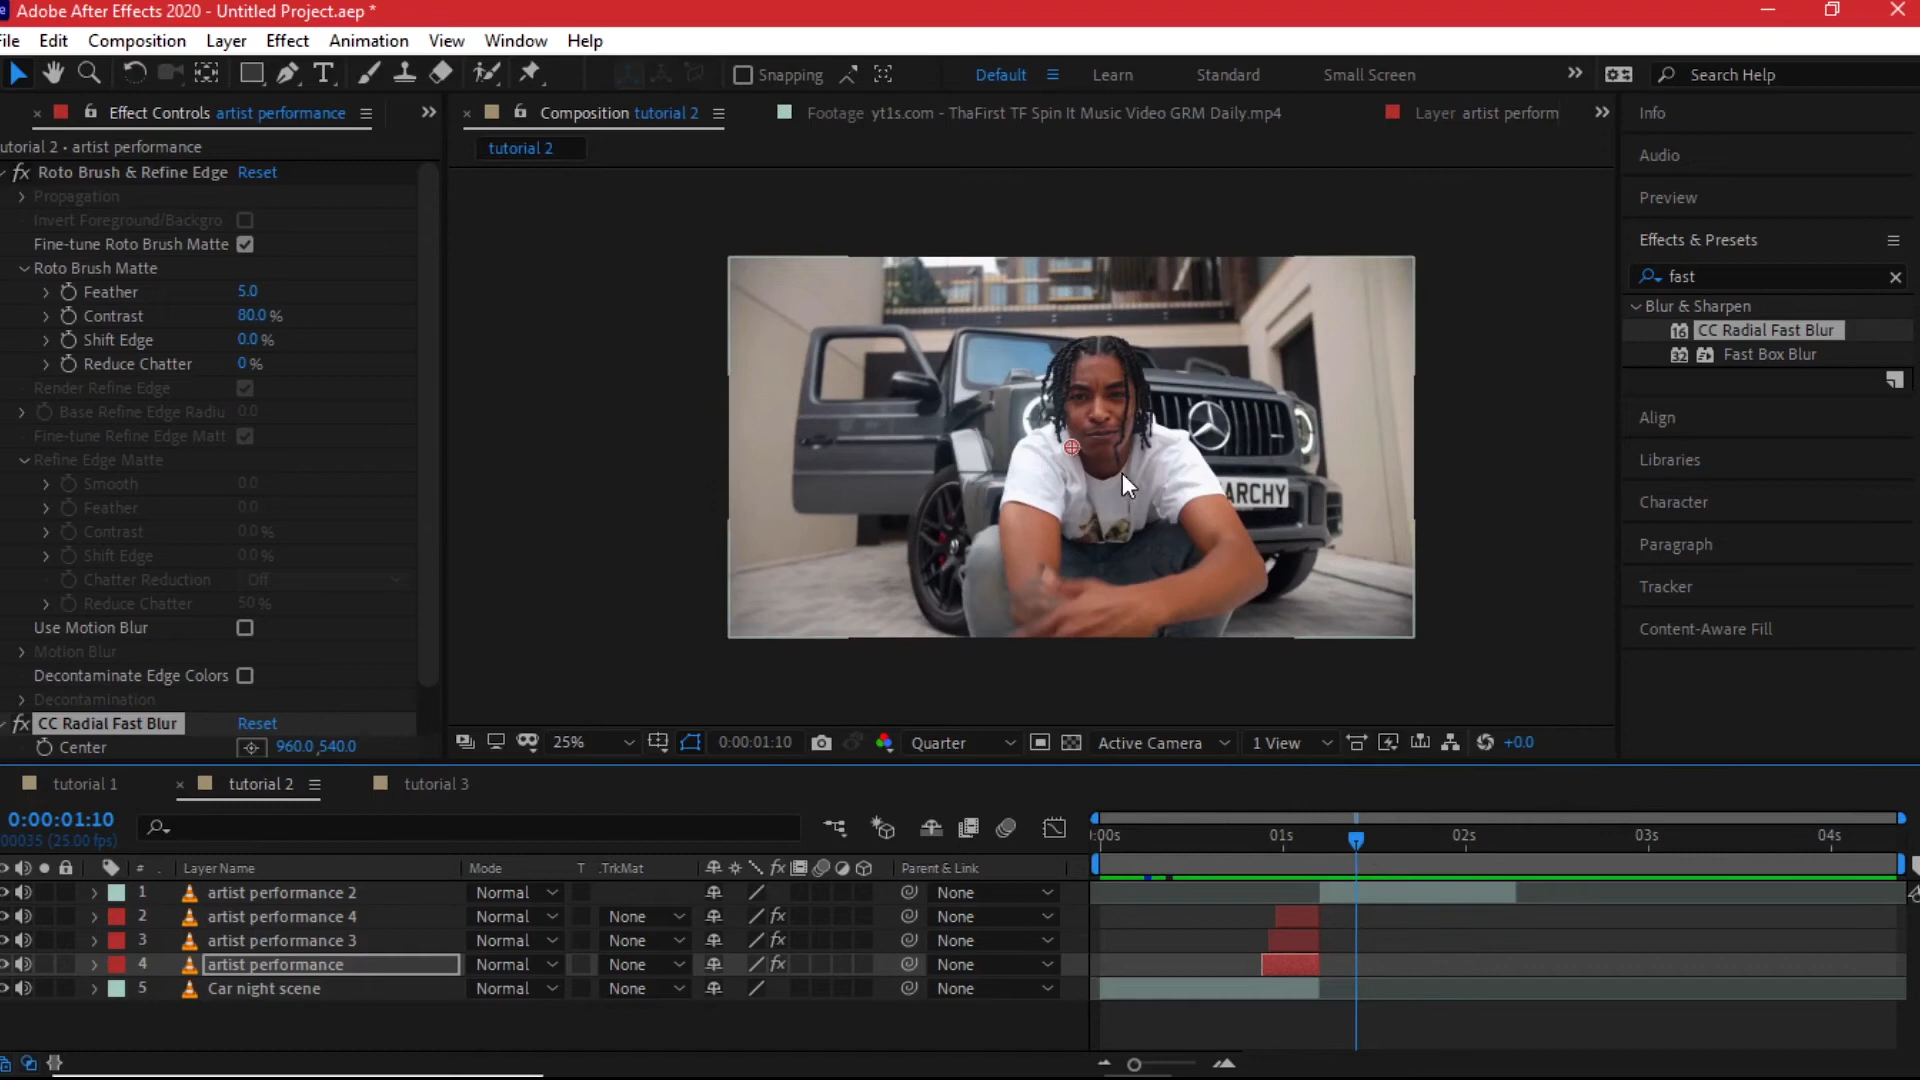 Adobe After Effects 2020 - Untitled Project.aep *
File Edit Composition Layer Effect Animation View Window Help
Snapping Default Learn Standard Small Screen Search Help
Effect Controls artist performance
Composition tutorial 2
Footage yt1s.com - ThaFirst TF Spin It Music Video GRM Daily.mp4
Layer artist perform
utorial 2 • artist performance
tutorial 2
fx Roto Brush & Refine Edge Reset
Propagation
Invert Foreground/Backgro
Fine-tune Roto Brush Matte
Roto Brush Matte
Feather 5.0
Contrast 80.0 %
Shift Edge 0.0 %
Reduce Chatter 0 %
Render Refine Edge
Base Refine Edge Radiu 0.0
Fine-tune Refine Edge Matt
Refine Edge Matte
Smooth 0.0
Feather 0.0
Contrast 0.0 %
Shift Edge 0.0 %
Chatter Reduction Off
Reduce Chatter 50 %
Use Motion Blur
Motion Blur
Decontaminate Edge Colors
Decontamination
fx CC Radial Fast Blur Reset
Center 960.0 ,540.0
ARCHY
25% 0:00:01:10 Quarter Active Camera 1 View +0.0
Info
Audio
Preview
Effects & Presets
fast
Blur & Sharpen
16 CC Radial Fast Blur
32 Fast Box Blur
Align
Libraries
Character
Paragraph
Tracker
Content-Aware Fill
tutorial 1 tutorial 2 tutorial 3
0:00:01:10
00035 (25.00 fps)
:00s 01s 02s 03s 04s
# Layer Name Mode T .TrkMat fx Parent & Link
1 artist performance 2 Normal None
2 artist performance 4 Normal None fx None
3 artist performance 3 Normal None fx None
4 artist performance Normal None fx None
5 Car night scene Normal None None